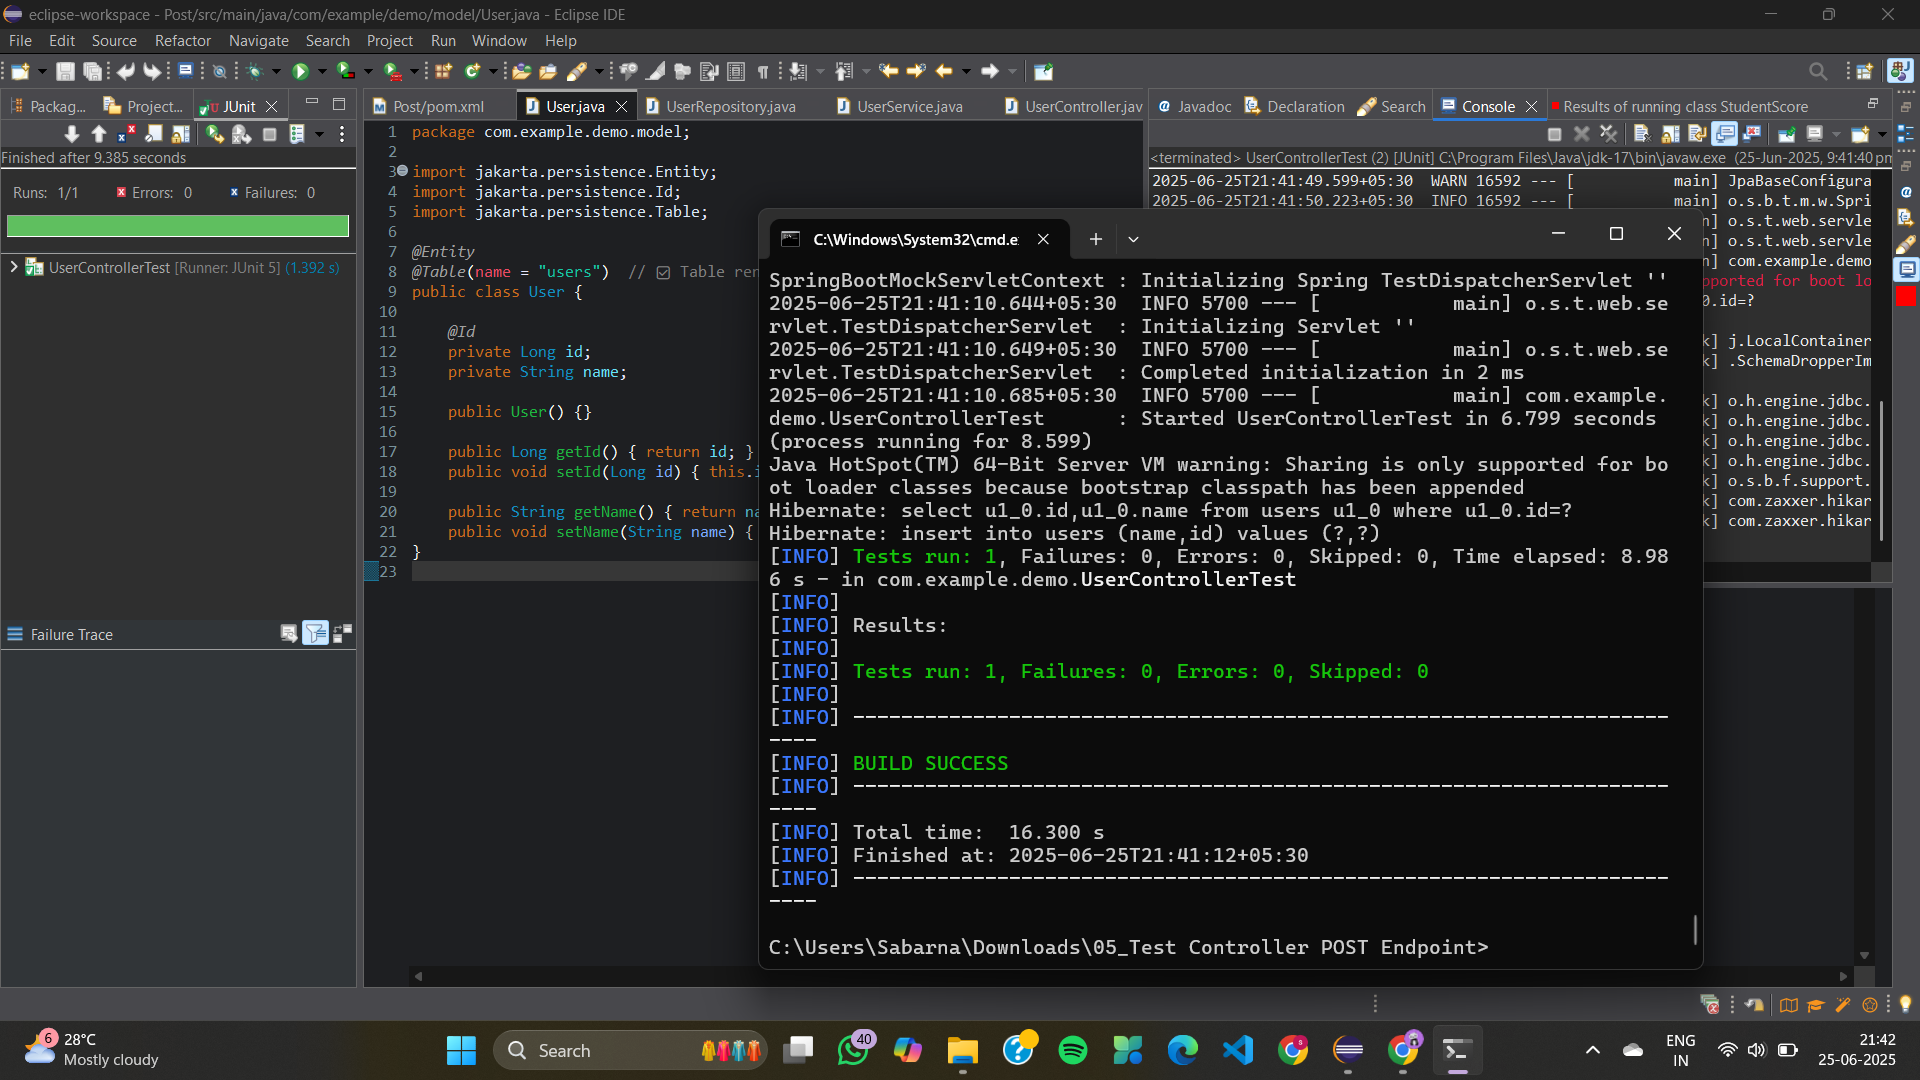 eclipse-workspace - Post/src/main/java/com/example/demo/model/User.java - Eclipse IDE
File Edit Source Refactor Navigate Search Project Run Window Help
Packag... Project... JUnit
Finished after 9.385 seconds
Runs: 1/1 Errors: 0 Failures: 0
UserControllerTest [Runner: JUnit 5] (1.392 s)
Failure Trace
Post/pom.xml User.java UserRepository.java UserService.java UserController.jav
1 package com.example.demo.model;
2
3 import jakarta.persistence.Entity;
4 import jakarta.persistence.Id;
5 import jakarta.persistence.Table;
6
7 @Entity
8 @Table(name = "users") // ☑ Table ren
9 public class User {
10
11 @Id
12 private Long id;
13 private String name;
14
15 public User() {}
16
17 public Long getId() { return id; }
18 public void setId(Long id) { this.i
19
20 public String getName() { return na
21 public void setName(String name) {
22 }
23
Javadoc Declaration Search Console Results of running class StudentScore
<terminated> UserControllerTest (2) [JUnit] C:\Program Files\Java\jdk-17\bin\javaw.exe (25-Jun-2025, 9:41:40 pm
2025-06-25T21:41:49.599+05:30 WARN 16592 --- [ main] JpaBaseConfigura
2025-06-25T21:41:50.223+05:30 INFO 16592 --- [ main] o.s.b.t.m.w.Spri
n] o.s.t.web.servle
n] o.s.t.web.servle
n] com.example.demo
pported for boot lo
0.id=?
k] j.LocalContainer
k] .SchemaDropperIm
k] o.h.engine.jdbc.
k] o.h.engine.jdbc.
k] o.h.engine.jdbc.
k] o.h.engine.jdbc.
k] o.s.b.f.support.
k] com.zaxxer.hikar
k] com.zaxxer.hikar
C:\Windows\System32\cmd.e
SpringBootMockServletContext : Initializing Spring TestDispatcherServlet ''
2025-06-25T21:41:10.644+05:30 INFO 5700 --- [ main] o.s.t.web.se
rvlet.TestDispatcherServlet : Initializing Servlet ''
2025-06-25T21:41:10.649+05:30 INFO 5700 --- [ main] o.s.t.web.se
rvlet.TestDispatcherServlet : Completed initialization in 2 ms
2025-06-25T21:41:10.685+05:30 INFO 5700 --- [ main] com.example.
demo.UserControllerTest : Started UserControllerTest in 6.799 seconds
(process running for 8.599)
Java HotSpot(TM) 64-Bit Server VM warning: Sharing is only supported for bo
ot loader classes because bootstrap classpath has been appended
Hibernate: select u1_0.id,u1_0.name from users u1_0 where u1_0.id=?
Hibernate: insert into users (name,id) values (?,?)
[INFO] Tests run: 1, Failures: 0, Errors: 0, Skipped: 0, Time elapsed: 8.98
6 s - in com.example.demo.UserControllerTest
[INFO]
[INFO] Results:
[INFO]
[INFO] Tests run: 1, Failures: 0, Errors: 0, Skipped: 0
[INFO]
[INFO] --------------------------------------------------------------------
----
[INFO] BUILD SUCCESS
[INFO] --------------------------------------------------------------------
----
[INFO] Total time: 16.300 s
[INFO] Finished at: 2025-06-25T21:41:12+05:30
[INFO] --------------------------------------------------------------------
----
C:\Users\Sabarna\Downloads\05_Test Controller POST Endpoint>
6 28°C
Mostly cloudy
Search
40
ENG
IN
21:42
25-06-2025